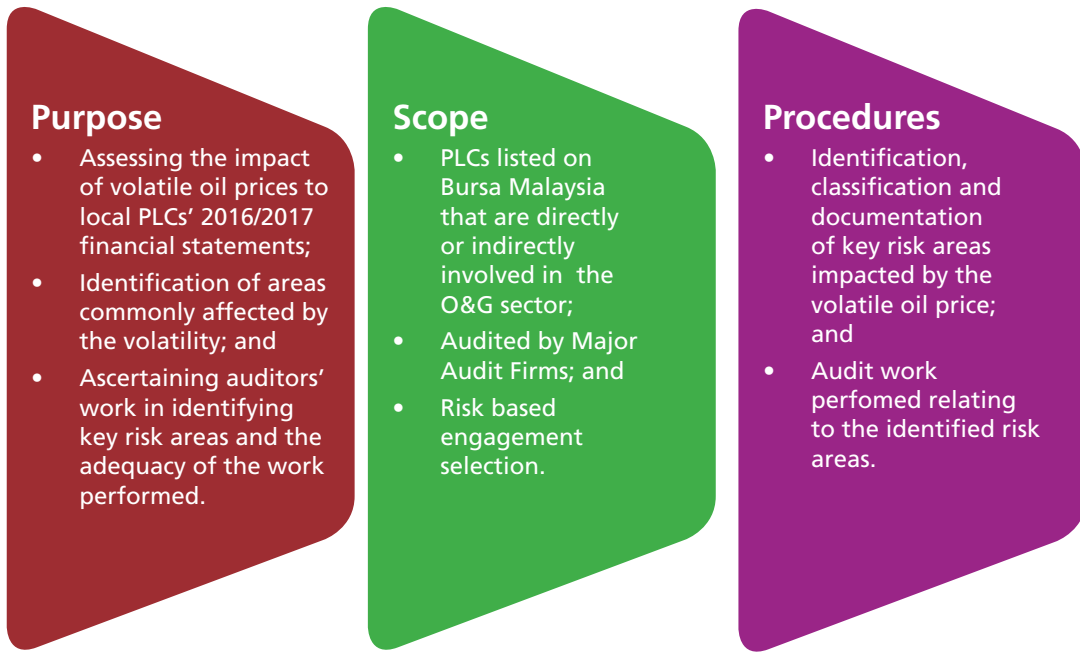 Purpose
• Assessing the impact
of volatile oil prices to
local PLCs' 2016/2017
financial statements;
• Identification of areas
commonly affected by
the volatility; and
• Ascertaining auditors'
work in identifying
key risk areas and the
adequacy of the work
performed.
Scope
• PLCs listed on
Bursa Malaysia
that are directly
or indirectly
involved in the
O&G sector;
• Audited by Major
Audit Firms; and
• Risk based
engagement
selection.
Procedures
• Identification,
classification and
documentation
of key risk areas
impacted by the
volatile oil price;
and
• Audit work
perfomed relating
to the identified risk
areas.